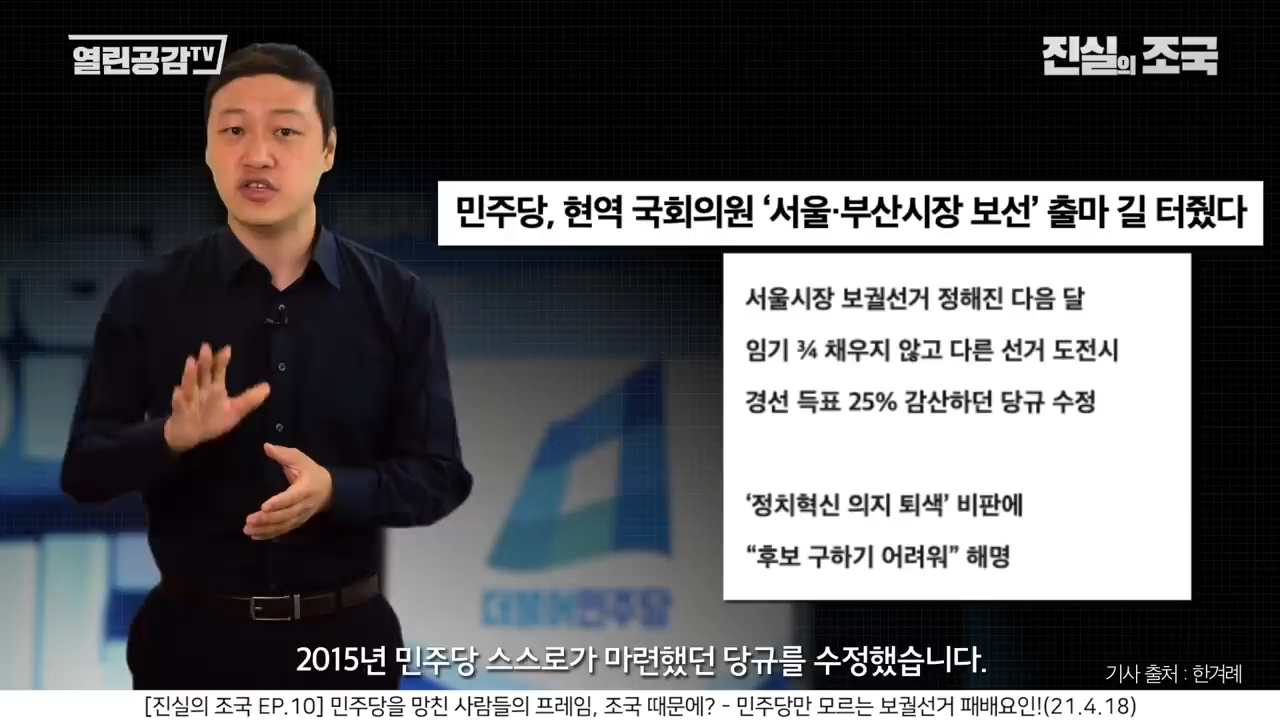 열린공감TV
진실의 조국
민주당, 현역 국회의원 ‘서울·부산시장 보선’ 출마 길 터줬다
서울시장 보궐선거 정해진 다음 달
임기 ¾ 채우지 않고 다른 선거 도전시
경선 득표 25% 감산하던 당규 수정
‘정치혁신 의지 퇴색’ 비판에
“후보 구하기 어려워” 해명
더불어민주당
2015년 민주당 스스로가 마련했던 당규를 수정했습니다.
기사 출처 : 한겨레
[진실의 조국 EP.10] 민주당을 망친 사람들의 프레임, 조국 때문에? - 민주당만 모르는 보궐선거 패배요인!(21.4.18)